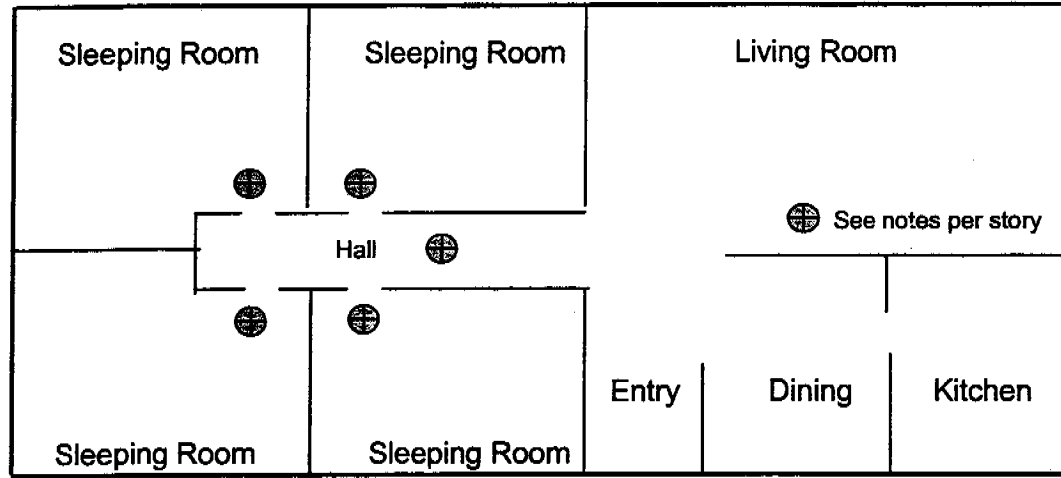 Sleeping Room
Sleeping Room
Living Room
See notes per story
Hall
Entry
Dining
Kitchen
Sleeping Room
Sleeping Room